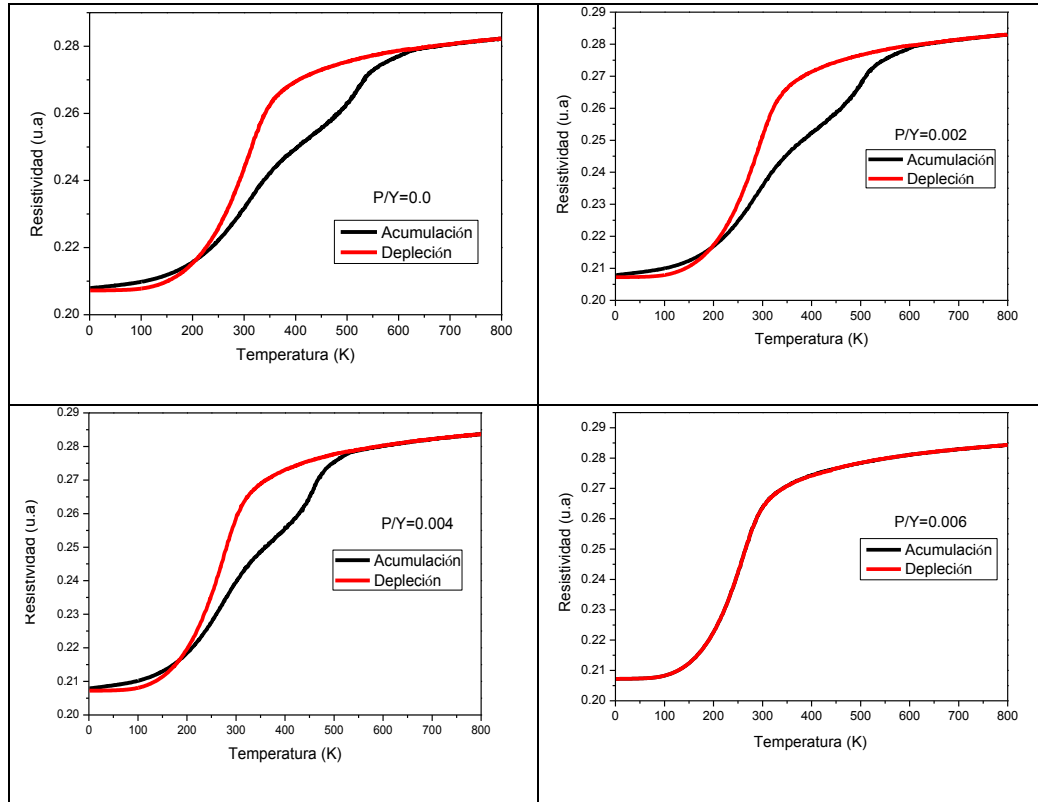 0.28
0.26
0.24
0.22
0.20
Resistividad (u.a)
P/Y=0.0
Acumulación
Depleción
0 100 200 300 400 500 600 700 800
Temperatura (K)
0.29
0.28
0.27
0.26
0.25
0.24
0.23
0.22
0.21
0.20
Resistividad (u.a)
P/Y=0.002
Acumulación
Depleción
0 100 200 300 400 500 600 700 800
Temperatura (K)
0.29
0.28
0.27
0.26
0.25
0.24
0.23
0.22
0.21
0.20
Resistividad (u.a)
P/Y=0.004
Acumulación
Depleción
0 100 200 300 400 500 600 700 800
Temperatura (K)
0.29
0.28
0.27
0.26
0.25
0.24
0.23
0.22
0.21
0.20
Resistividad (u.a)
P/Y=0.006
Acumulación
Depleción
0 100 200 300 400 500 600 700 800
Temperatura (K)